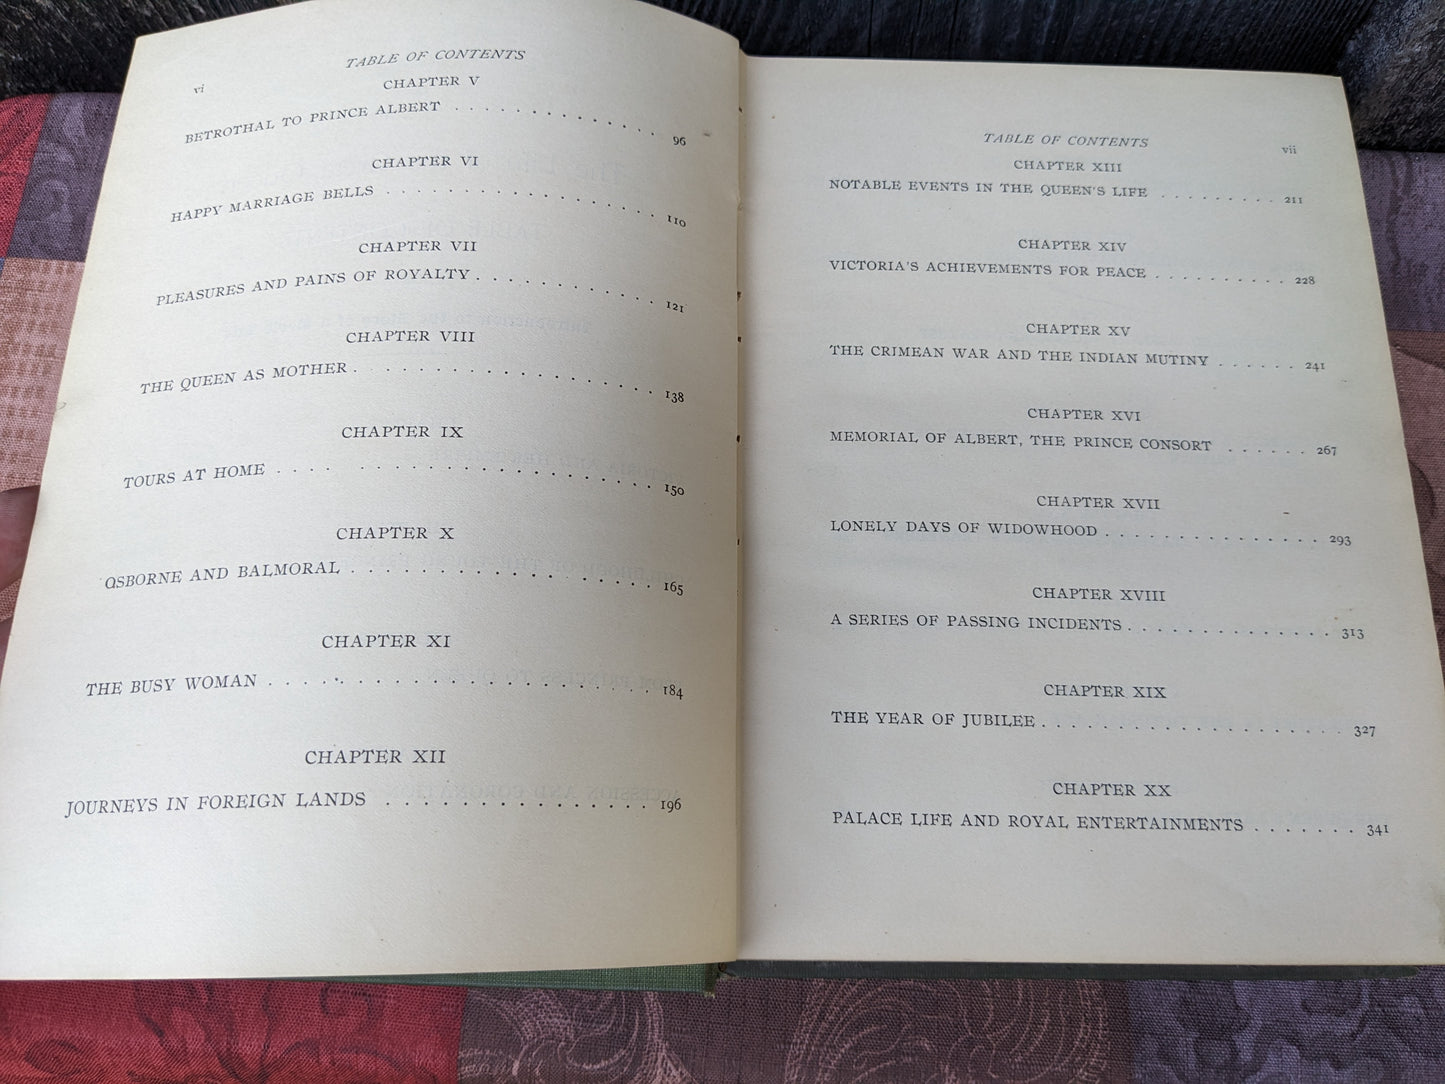 TABLE OF CONTENTS
vi
CHAPTER V
BETROTHAL TO PRINCE ALBERT . . . . . . . . . . . . . 96
CHAPTER VI
HAPPY MARRIAGE BELLS . . . . . . . . . . . . . . . . . . 110
CHAPTER VII
PLEASURES AND PAINS OF ROYALTY . . . . . . . . . . . . 121
CHAPTER VIII
THE QUEEN AS MOTHER . . . . . . . . . . . . . . . . . . 138
CHAPTER IX
TOURS AT HOME . . . . . . . . . . . . . . . . . . . . . 150
CHAPTER X
OSBORNE AND BALMORAL . . . . . . . . . . . . . . . . . 165
CHAPTER XI
THE BUSY WOMAN . . . . . . . . . . . . . . . . . . . . . 184
CHAPTER XII
JOURNEYS IN FOREIGN LANDS . . . . . . . . . . . . . . 196
TABLE OF CONTENTS
vii
CHAPTER XIII
NOTABLE EVENTS IN THE QUEEN'S LIFE . . . . . . . . . 211
CHAPTER XIV
VICTORIA'S ACHIEVEMENTS FOR PEACE . . . . . . . . . . 228
CHAPTER XV
THE CRIMEAN WAR AND THE INDIAN MUTINY . . . . . . 241
CHAPTER XVI
MEMORIAL OF ALBERT, THE PRINCE CONSORT . . . . . . 267
CHAPTER XVII
LONELY DAYS OF WIDOWHOOD . . . . . . . . . . . . . . . 293
CHAPTER XVIII
A SERIES OF PASSING INCIDENTS . . . . . . . . . . . . . . 313
CHAPTER XIX
THE YEAR OF JUBILEE . . . . . . . . . . . . . . . . . . . . 327
CHAPTER XX
PALACE LIFE AND ROYAL ENTERTAINMENTS . . . . . . . 341